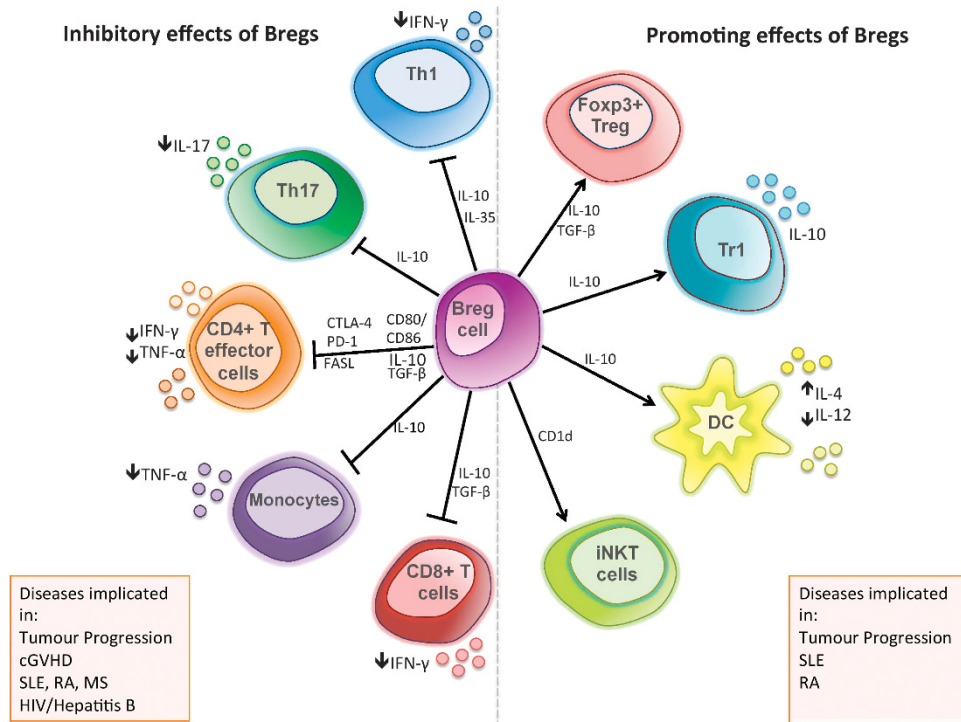 Inhibitory effects of Bregs
Promoting effects of Bregs
↓IFN-γ
Th1
IL-10
IL-35
↓IL-17
Th17
IL-10
↓IFN-γ
↓TNF-α
CD4+ T
effector
cells
CTLA-4
PD-1
FASL
CD80/
CD86
IL-10
TGF-β
Breg
cell
↓TNF-α
Monocytes
IL-10
CD8+ T
cells
IL-10
TGF-β
↓IFN-γ
Foxp3+
Treg
IL-10
TGF-β
Tr1
IL-10
IL-10
DC
IL-10
↑IL-4
↓IL-12
CD1d
iNKT
cells
Diseases implicated
in:
Tumour Progression
cGVHD
SLE, RA, MS
HIV/Hepatitis B
Diseases implicated
in:
Tumour Progression
SLE
RA